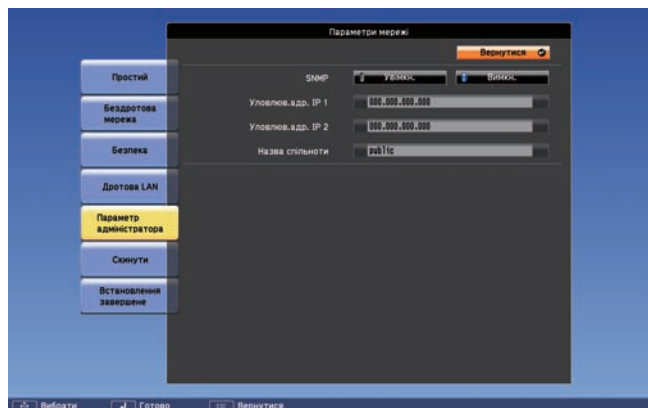 Параметри мережі
Вернутися
Простий
Бездротова
мережа
Безпека
Дротова LAN
Параметр
адміністратора
Скинути
Встановлення
завершене
SNMP Увімкн. Вимкн.
Уловлюв.адр. IP 1 000.000.000.000
Уловлюв.адр. IP 2 000.000.000.000
Назва спільноти public
Вибрати Готово Вернутися